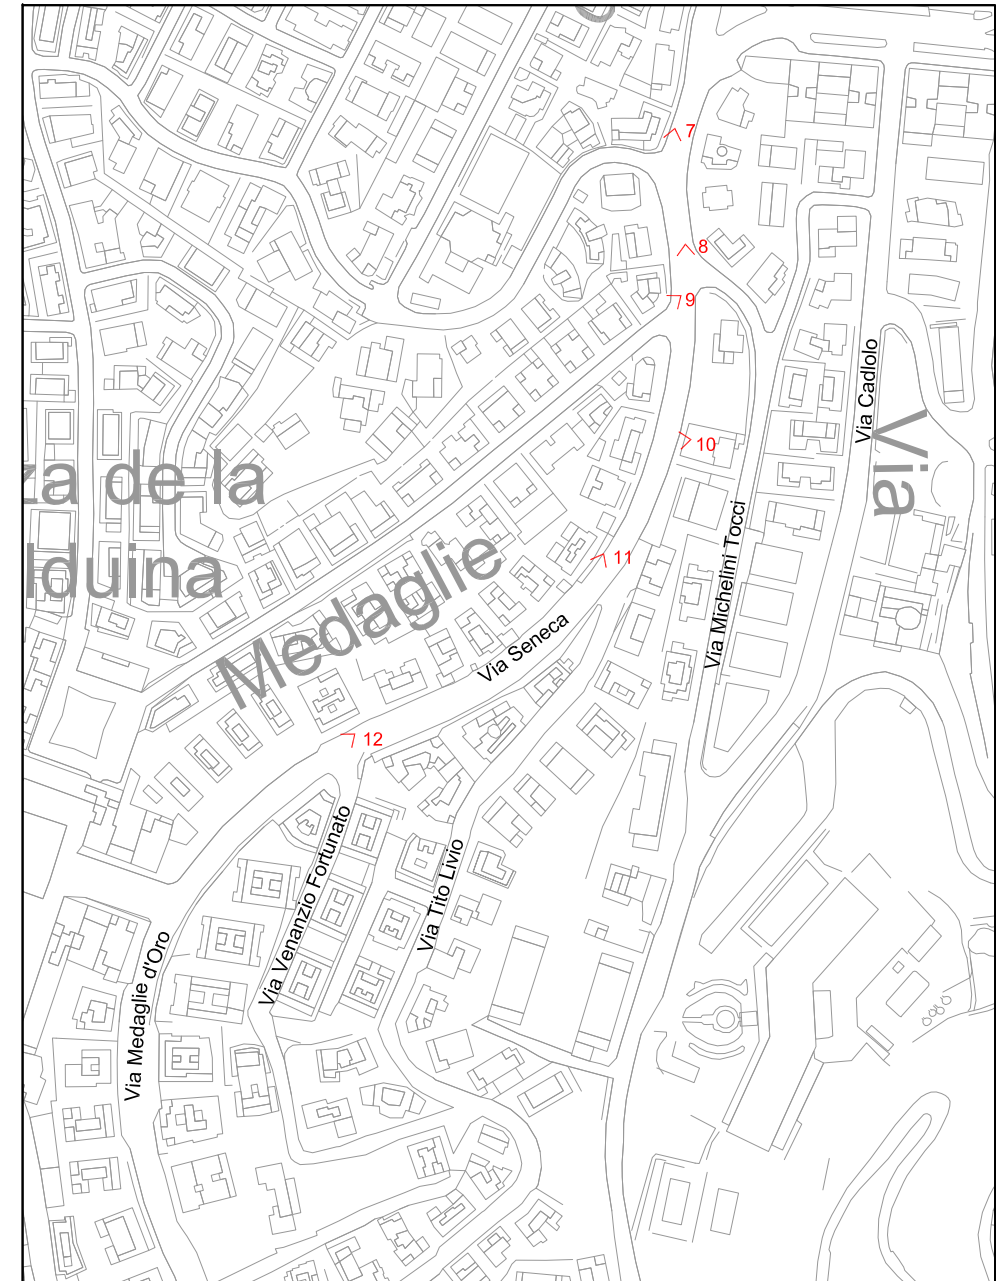 7
8
9
Via Cadlolo
Via
10
za de la
Medaglie
lduina
11
Via Michelini Tocci
Via Seneca
12
Via Venanzio Fortunato
Via Tito Livio
Via Medaglie d'Oro